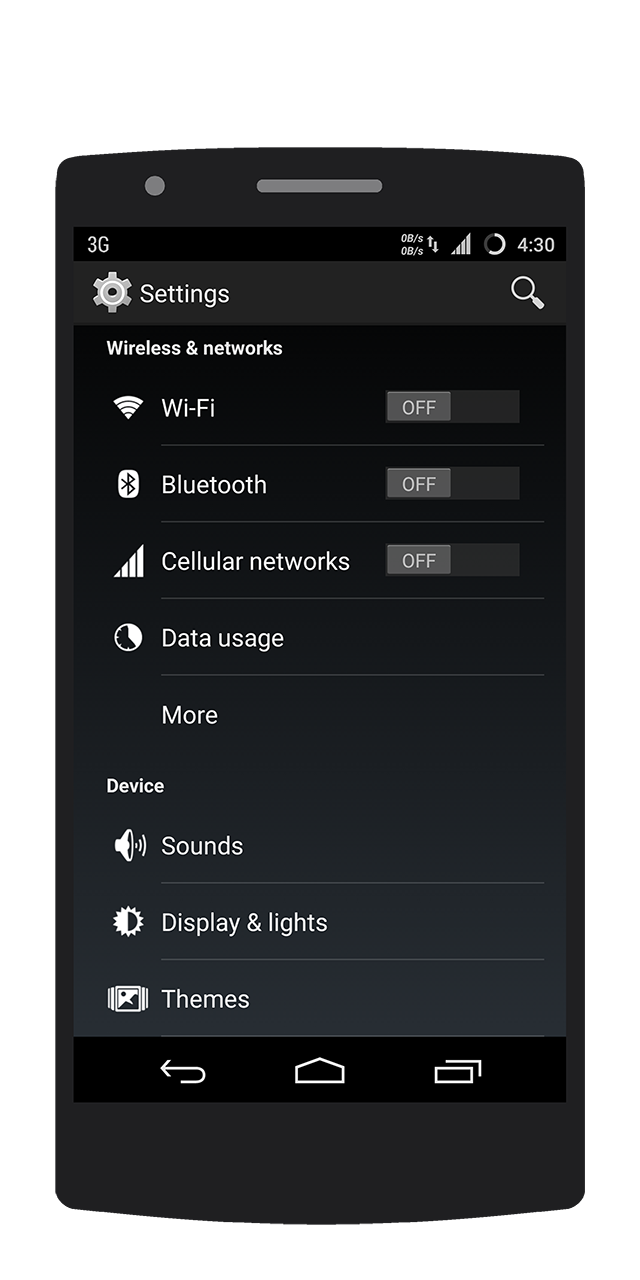 3G
0B/s
0B/s
4:30
Settings
Wireless & networks
Wi-Fi OFF
Bluetooth OFF
Cellular networks OFF
Data usage
More
Device
Sounds
Display & lights
Themes